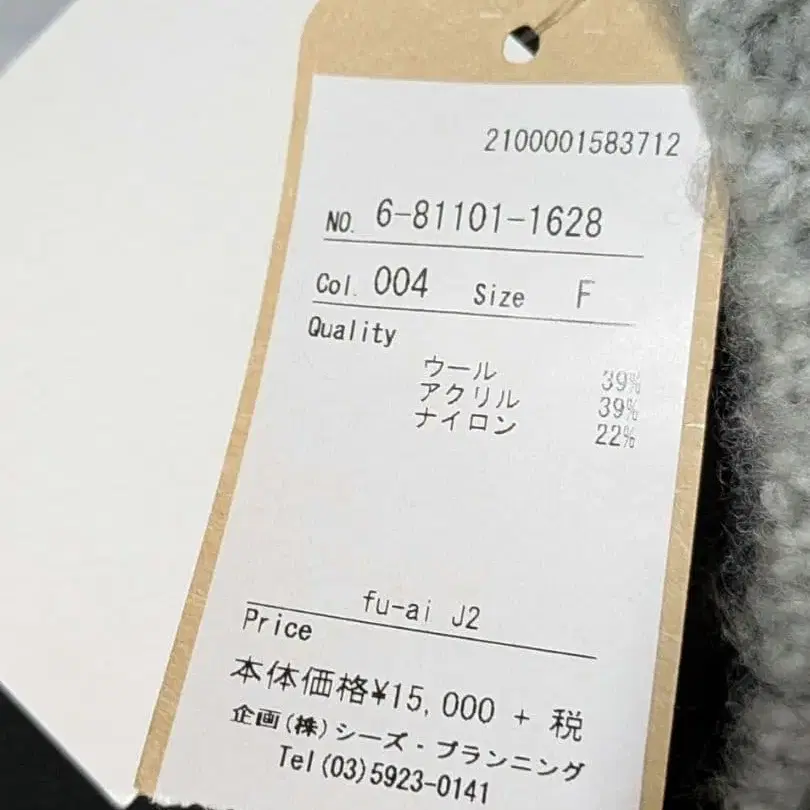 2100001583712
NO. 6-81101-1628
Col. 004 Size F
Quality
ウール 39%
アクリル 39%
ナイロン 22%
fu-ai J2
Price
本体価格¥15,000 + 税
企画(株)シーズ・プランニング
Tel(03)5923-0141